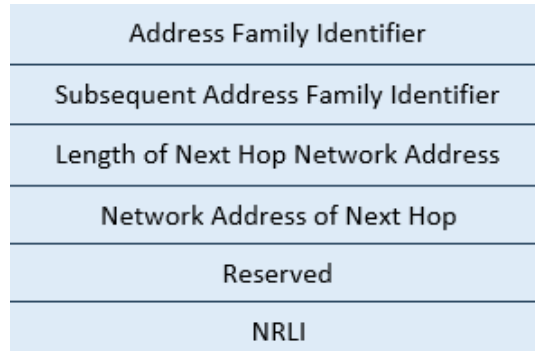 Address Family Identifier
Subsequent Address Family Identifier
Length of Next Hop Network Address
Network Address of Next Hop
Reserved
NRLI